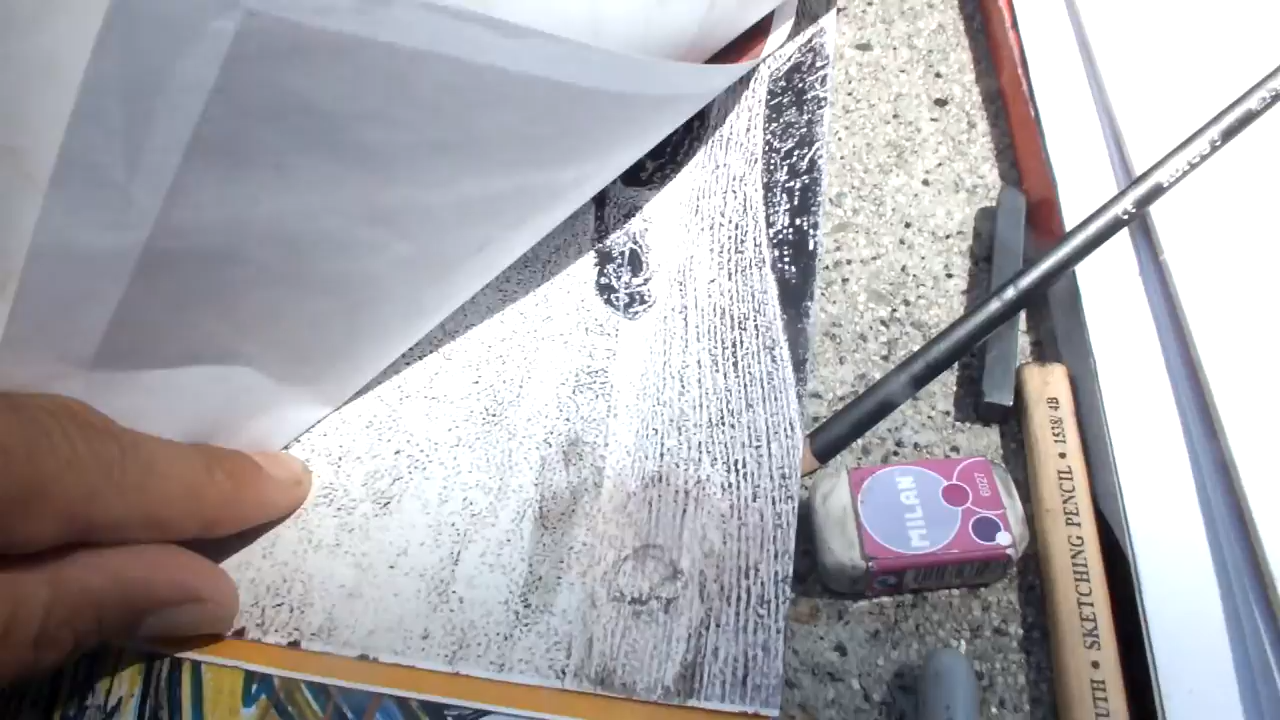 MILAN
6027
UTH • SKETCHING PENCIL • 1538/ 4B